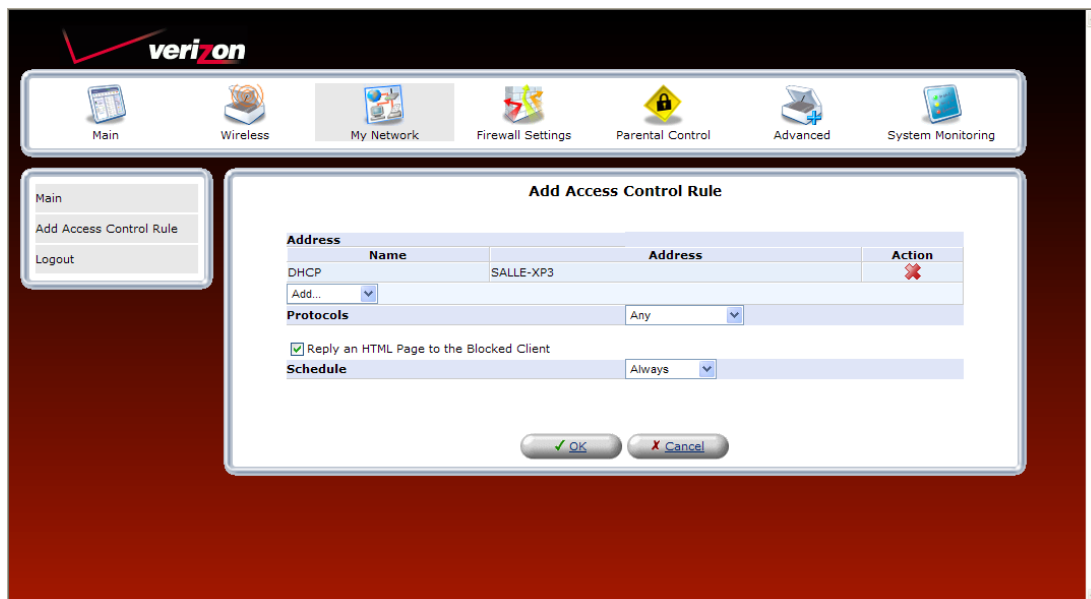 verizon
Main Wireless My Network Firewall Settings Parental Control Advanced System Monitoring
Main
Add Access Control Rule
Logout
Add Access Control Rule
Address
Name Address Action
DHCP SALLE-XP3
Add...
Protocols Any
Reply an HTML Page to the Blocked Client
Schedule Always
OK Cancel